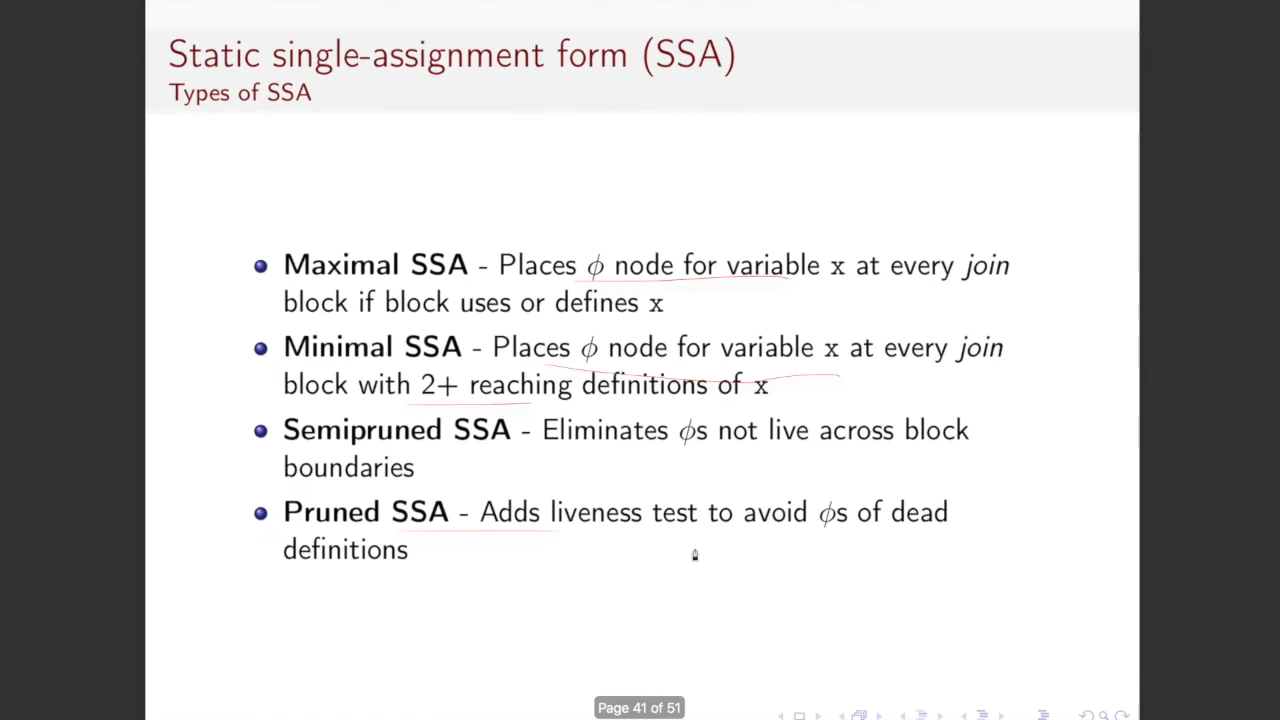 Static single-assignment form (SSA)
Types of SSA
Maximal SSA - Places ϕ node for variable x at every join
block if block uses or defines x
Minimal SSA - Places ϕ node for variable x at every join
block with 2+ reaching definitions of x
Semipruned SSA - Eliminates ϕs not live across block
boundaries
Pruned SSA - Adds liveness test to avoid ϕs of dead
definitions
Page 41 of 51